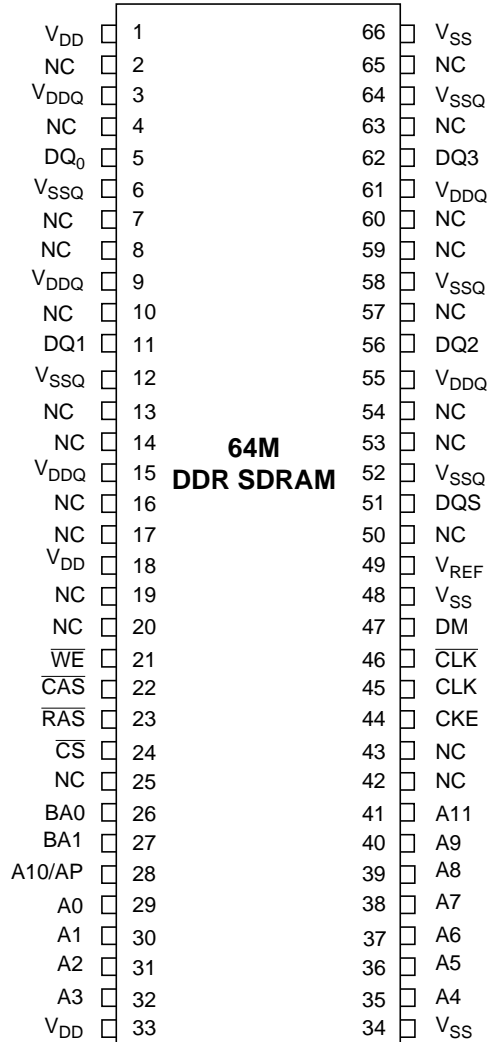 VDD 1 66 VSS
NC 2 65 NC
VDDQ 3 64 VSSQ
NC 4 63 NC
DQ0 5 62 DQ3
VSSQ 6 61 VDDQ
NC 7 60 NC
NC 8 59 NC
VDDQ 9 58 VSSQ
NC 10 57 NC
DQ1 11 56 DQ2
VSSQ 12 55 VDDQ
NC 13 54 NC
NC 14 53 NC
64M
VDDQ 15 52 VSSQ
DDR SDRAM
NC 16 51 DQS
NC 17 50 NC
VDD 18 49 VREF
NC 19 48 VSS
NC 20 47 DM
W̅E̅ 21 46 C̅L̅K̅
C̅A̅S̅ 22 45 CLK
R̅A̅S̅ 23 44 CKE
C̅S̅ 24 43 NC
NC 25 42 NC
BA0 26 41 A11
BA1 27 40 A9
A10/AP 28 39 A8
A0 29 38 A7
A1 30 37 A6
A2 31 36 A5
A3 32 35 A4
VDD 33 34 VSS